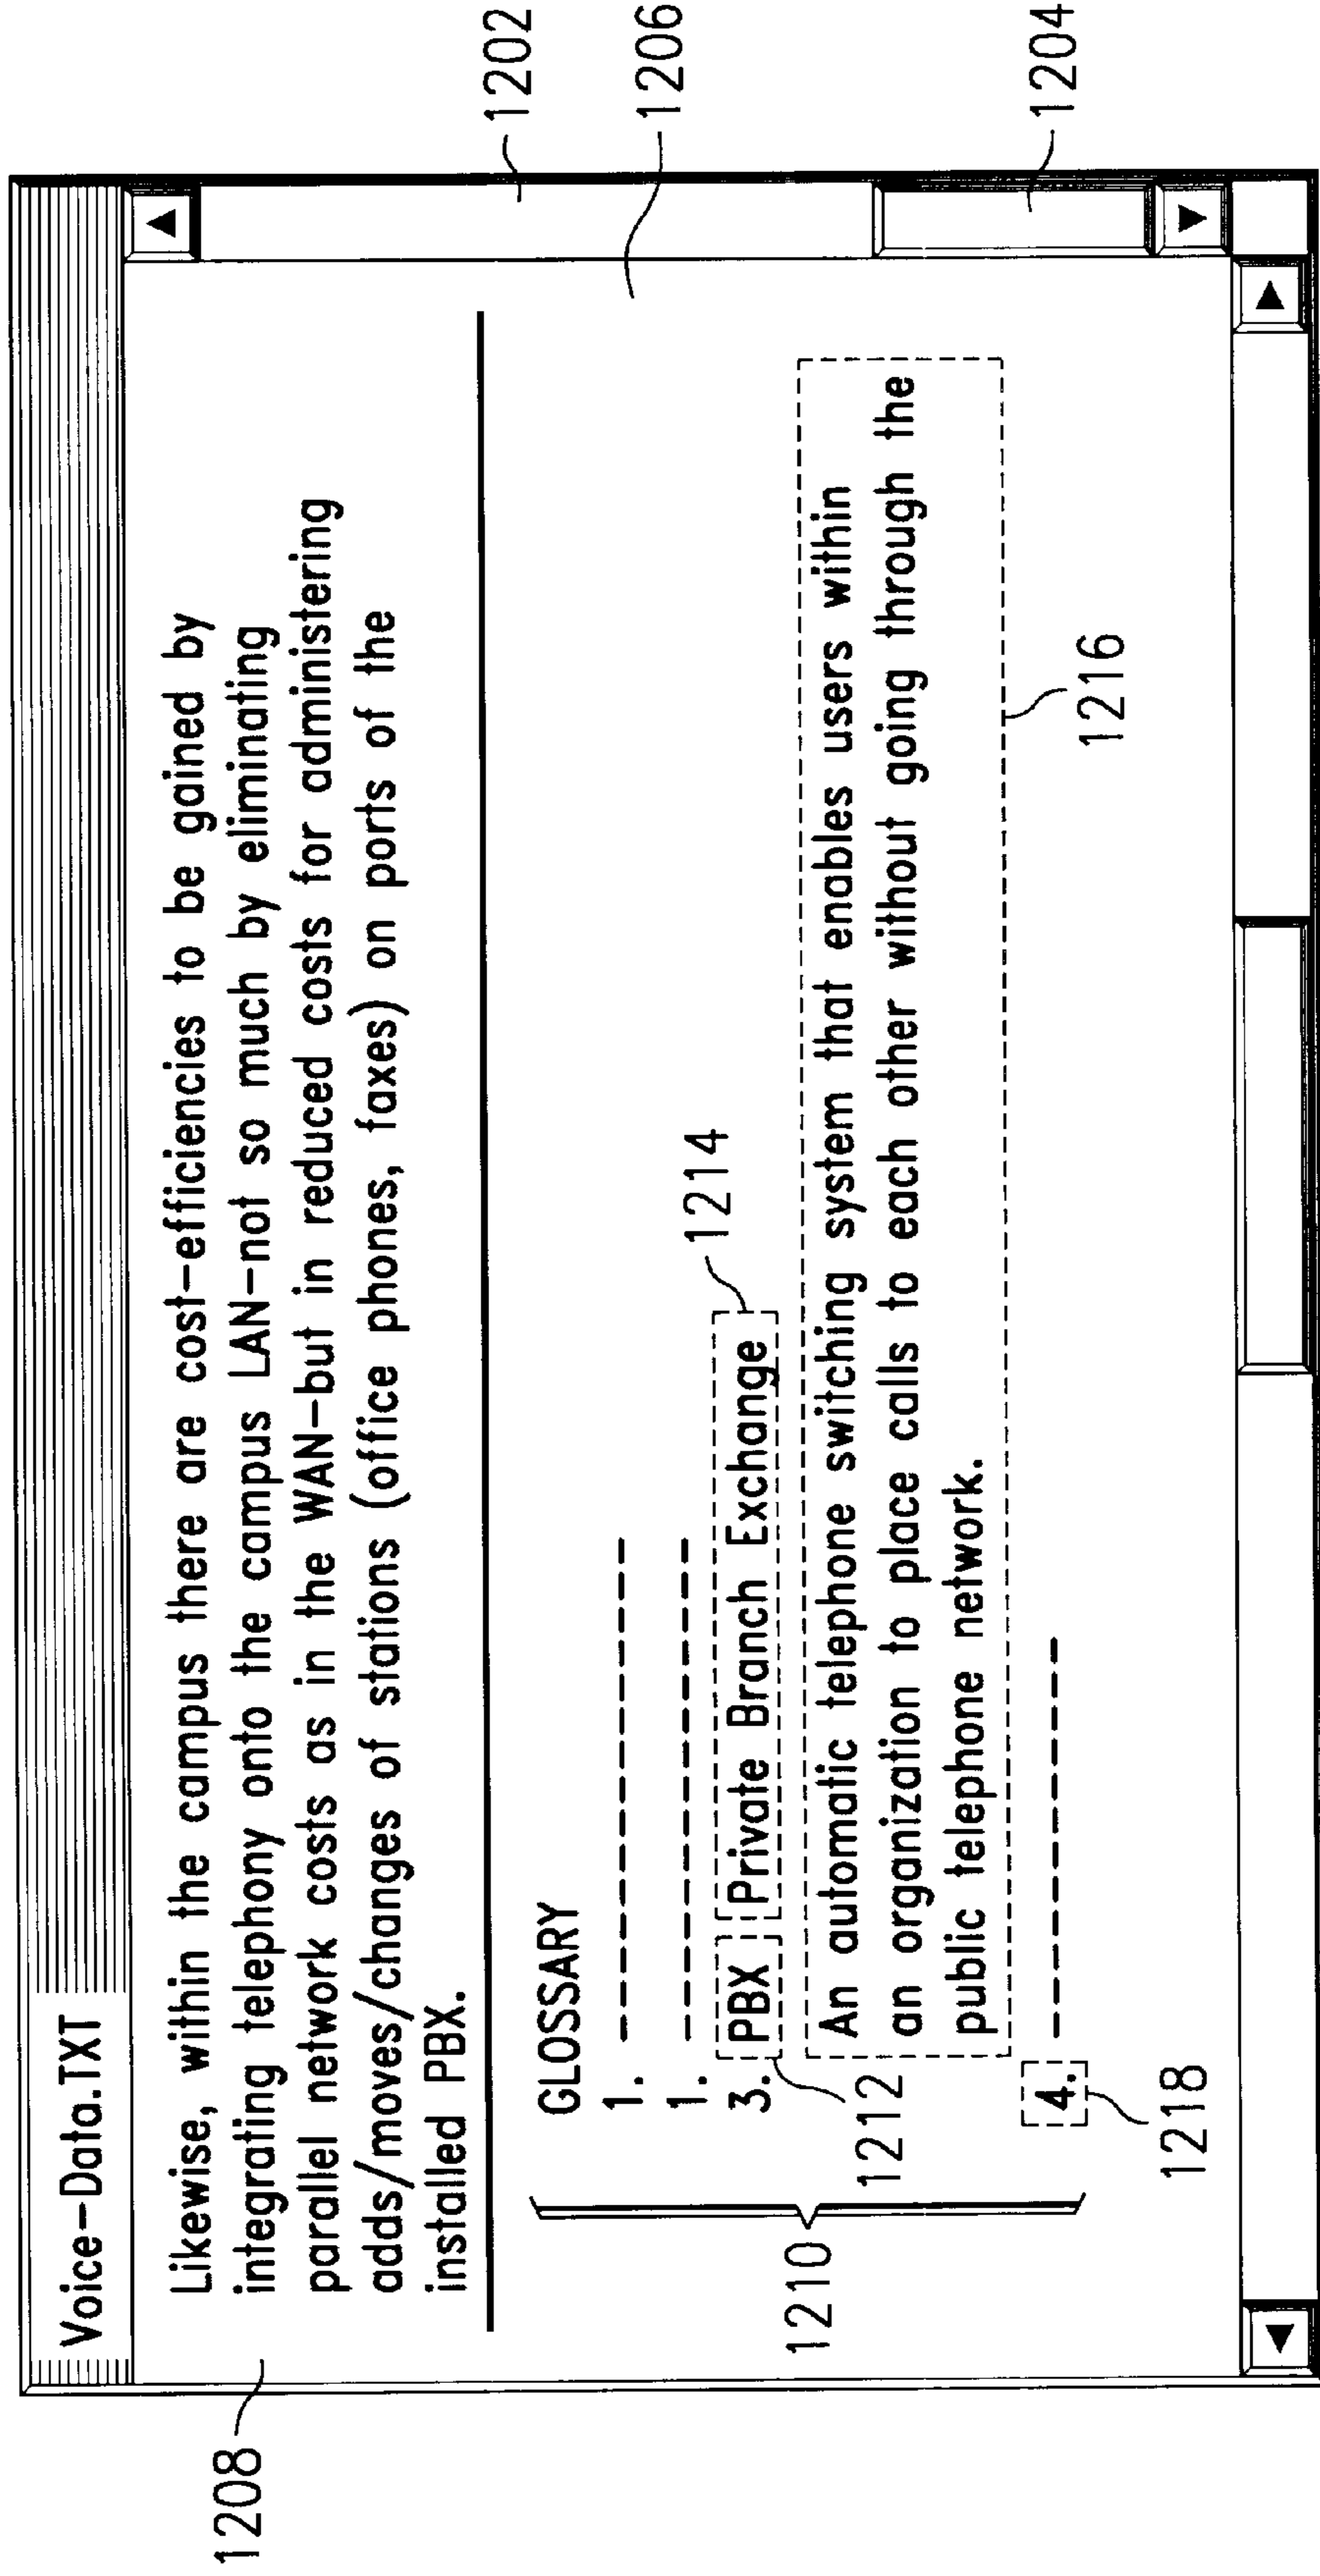 Voice-Data.TXT
1208
Likewise, within the campus there are cost-efficiencies to be gained by
integrating telephony onto the campus LAN-not so much by eliminating
parallel network costs as in the WAN-but in reduced costs for administering
adds/moves/changes of stations (office phones, faxes) on ports of the
installed PBX.
1202
1206
GLOSSARY
1.
1.
3. PBX Private Branch Exchange
1214
1210
1212
An automatic telephone switching system that enables users within
an organization to place calls to each other without going through the
public telephone network.
4.
1216
1204
1218